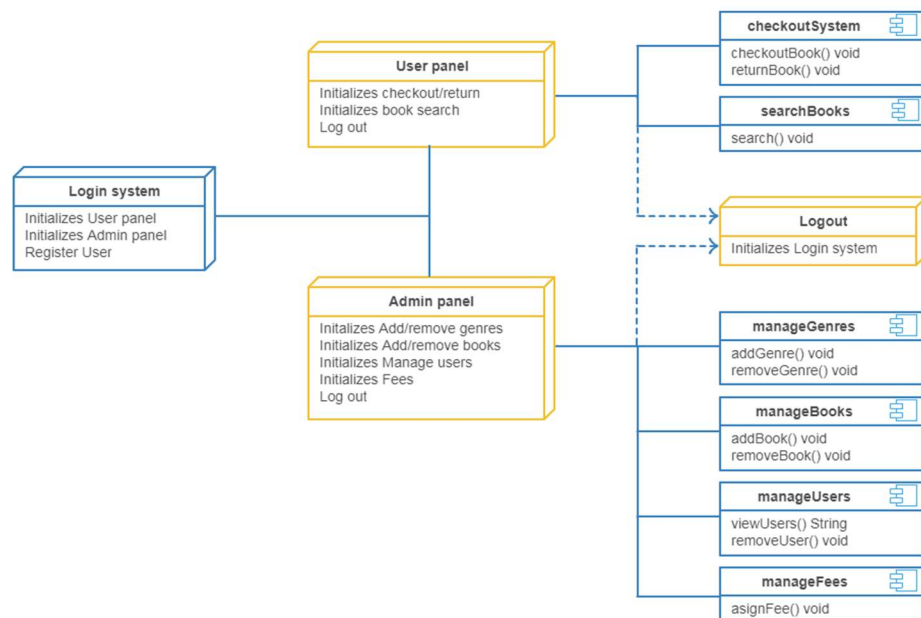 checkoutSystem
checkoutBook() void
returnBook() void
User panel
Initializes checkout/return
Initializes book search
Log out
searchBooks
search() void
Login system
Initializes User panel
Initializes Admin panel
Register User
Logout
Initializes Login system
Admin panel
Initalizes Add/remove genres
Initializes Add/remove books
Initializes Manage users
Initializes Fees
Log out
manageGenres
addGenre() void
removeGenre() void
manageBooks
addBook() void
removeBook() void
manageUsers
viewUsers() String
removeUser() void
manageFees
asignFee() void